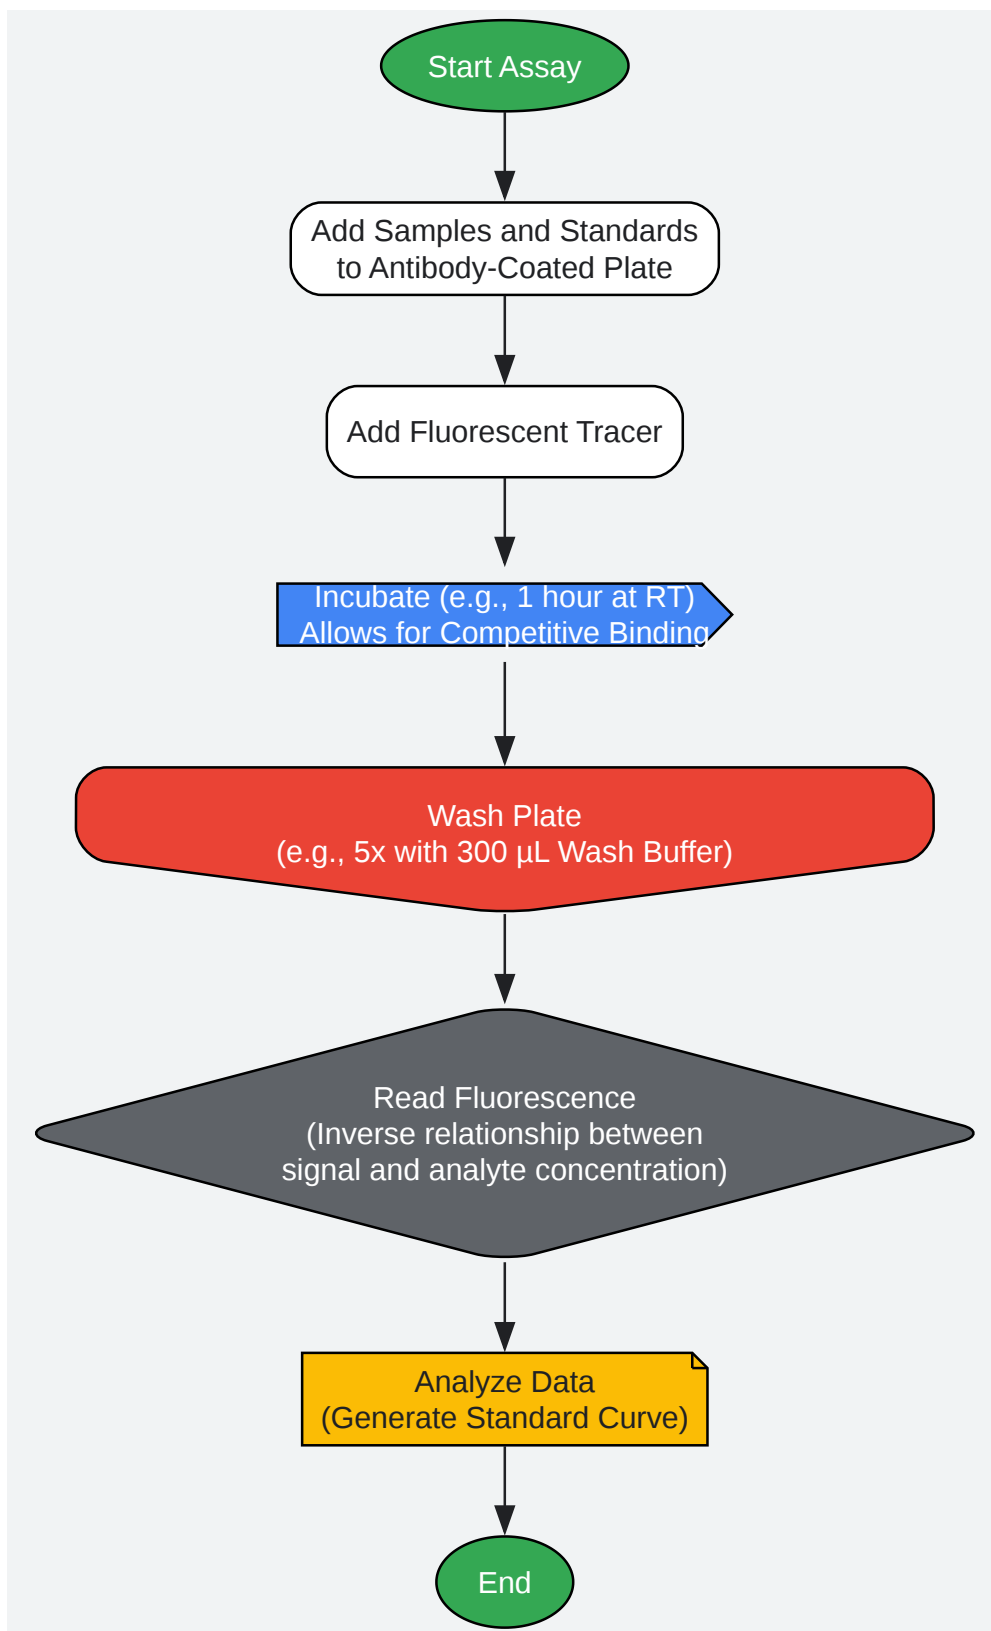 Start Assay
Add Samples and Standards
to Antibody-Coated Plate
Add Fluorescent Tracer
Incubate (e.g., 1 hour at RT)
Allows for Competitive Binding
Wash Plate
(e.g., 5x with 300 µL Wash Buffer)
Read Fluorescence
(Inverse relationship between
signal and analyte concentration)
Analyze Data
(Generate Standard Curve)
End